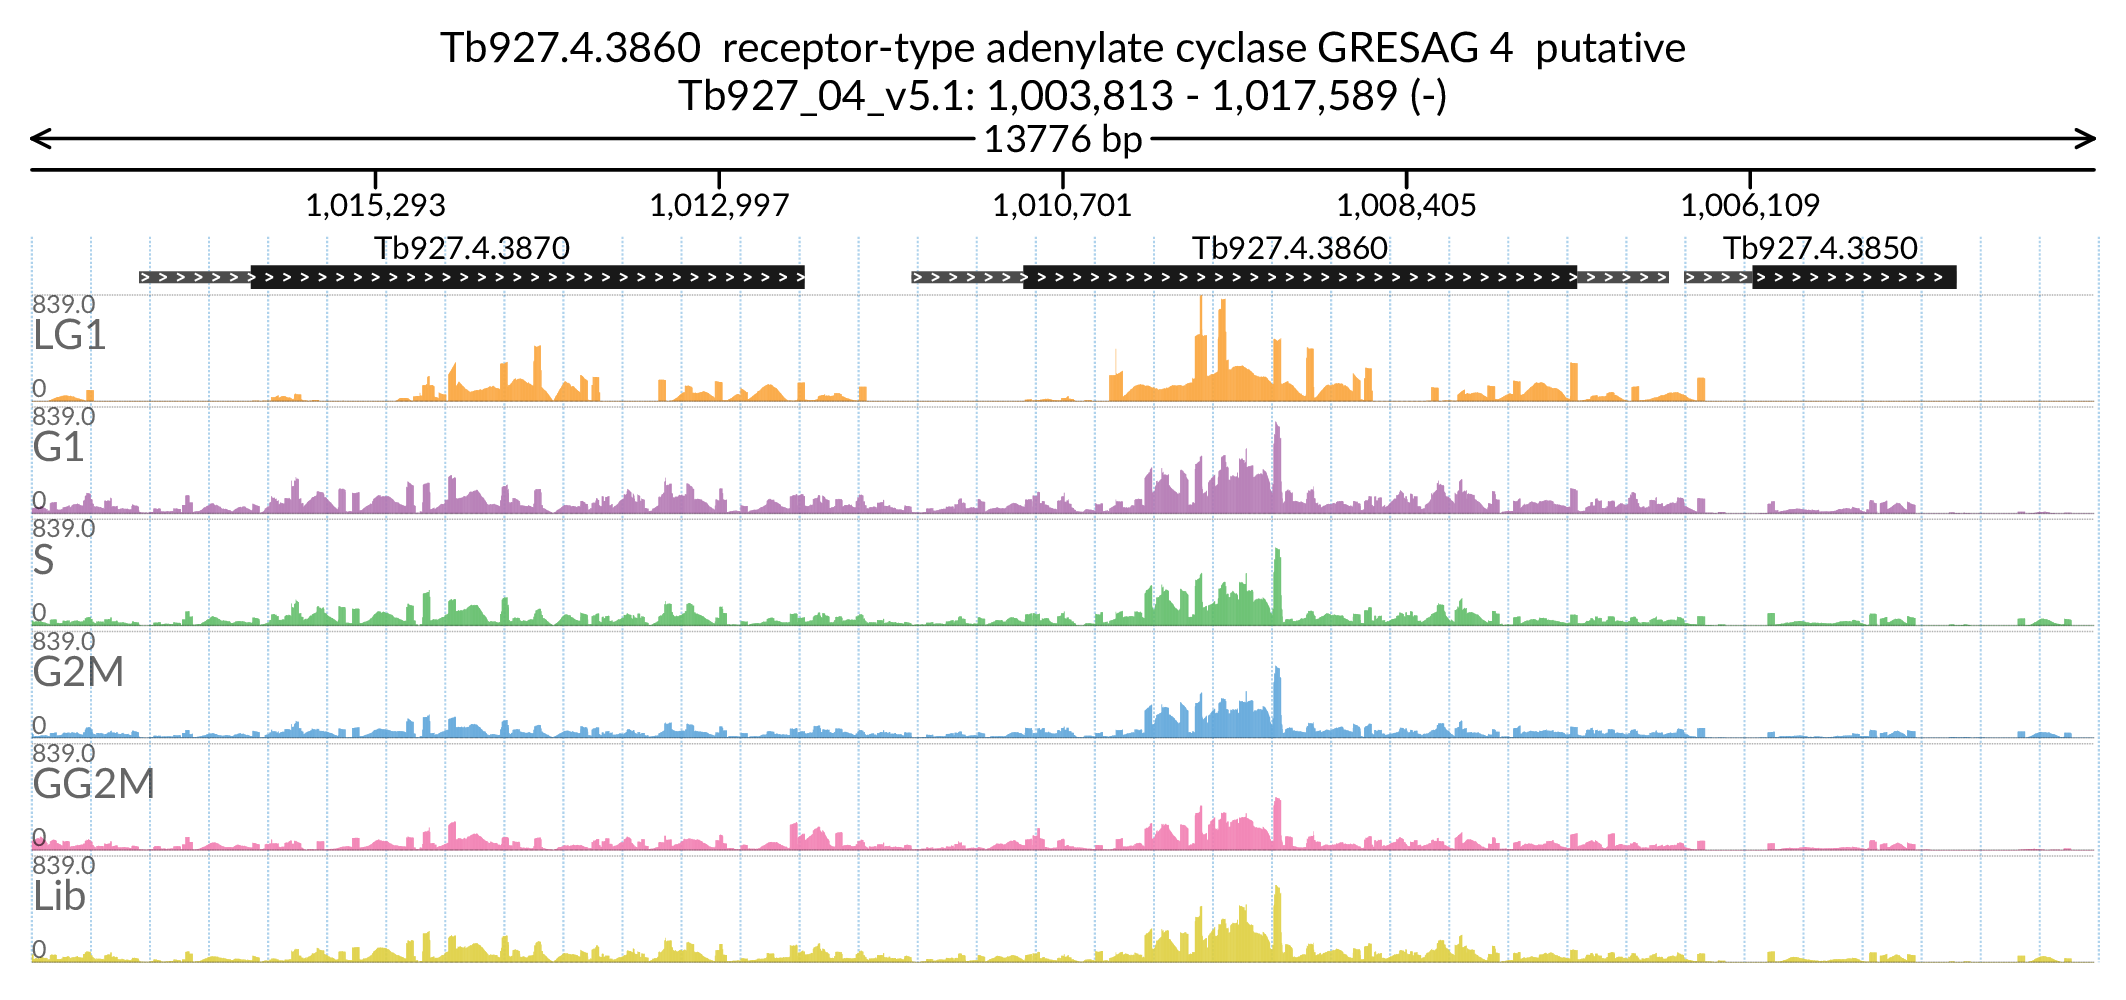 Tb927.4.3860  receptor-type adenylate cyclase GRESAG 4  putative
Tb927_04_v5.1: 1,003,813 - 1,017,589 (-)
13776 bp
1,015,293 1,012,997 1,010,701 1,008,405 1,006,109
Tb927.4.3870 Tb927.4.3860 Tb927.4.3850
839.0
LG1
0
839.0
G1
0
839.0
S
0
839.0
G2M
0
839.0
GG2M
0
839.0
Lib
0